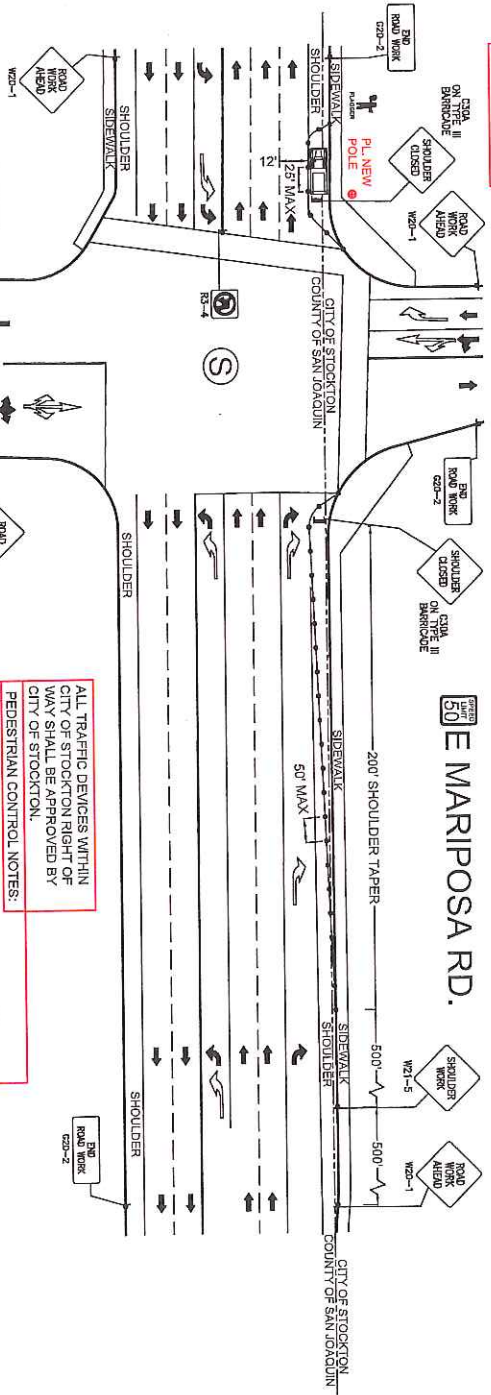 END
ROAD WORK
G20-2
SIDEWALK
SHOULDER
FLAGGER
C30A
ON TYPE III
BARRICADE
PL. NEW
POLE
SHOULDER
CLOSED
ROAD
WORK
AHEAD
W20-1
12'
25' MAX
CITY OF STOCKTON
COUNTY OF SAN JOAQUIN
SHOULDER
SIDEWALK
ROAD
WORK
AHEAD
W20-1
R3-4
S
END
ROAD WORK
G20-2
SHOULDER
CLOSED
C30A
ON TYPE III
BARRICADE
SPEED
LIMIT
50
E MARIPOSA RD.
SIDEWALK
200' SHOULDER TAPER
50' MAX
SIDEWALK
SHOULDER
500'
500'
SHOULDER
WORK
W21-5
ROAD
WORK
AHEAD
W20-1
CITY OF STOCKTON
COUNTY OF SAN JOAQUIN
SHOULDER
SHOULDER
END
ROAD WORK
G20-2
ROAD
ALL TRAFFIC DEVICES WITHIN
CITY OF STOCKTON RIGHT OF
WAY SHALL BE APPROVED BY
CITY OF STOCKTON.
PEDESTRIAN CONTROL NOTES: